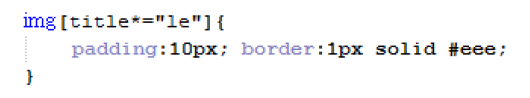 img[title*="le"]{
padding:10px; border:1px solid #eee;
}